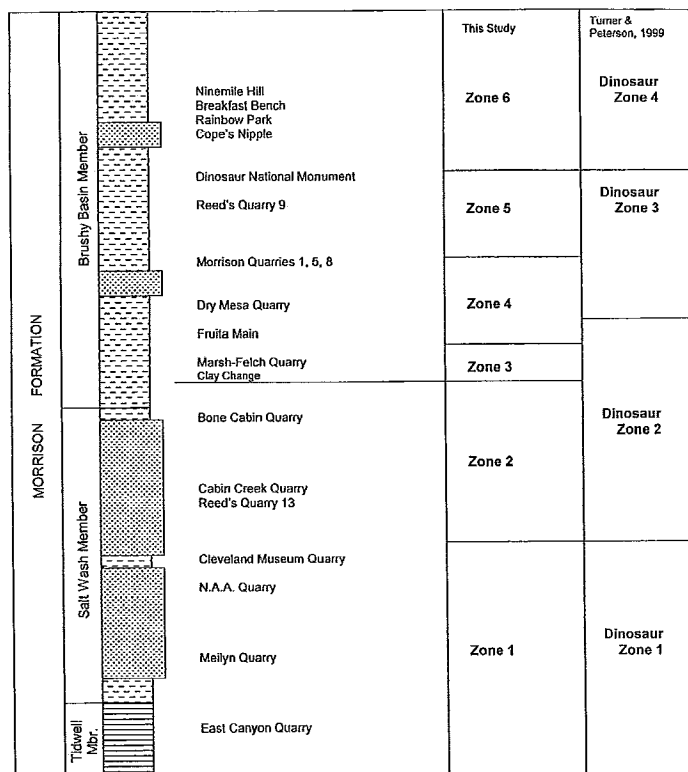 This Study
Turner &
Peterson, 1999
Ninemile Hill
Breakfast Bench
Rainbow Park
Cope's Nipple
Zone 6
Dinosaur
Zone 4
Dinosaur National Monument
Reed's Quarry 9
Zone 5
Dinosaur
Zone 3
Morrison Quarries 1, 5, 8
Dry Mesa Quarry
Zone 4
Fruita Main
Marsh-Felch Quarry
Clay Change
Zone 3
Bone Cabin Quarry
Dinosaur
Zone 2
Zone 2
Cabin Creek Quarry
Reed's Quarry 13
Cleveland Museum Quarry
N.A.A. Quarry
Meilyn Quarry
Zone 1
Dinosaur
Zone 1
East Canyon Quarry
MORRISON FORMATION
Brushy Basin Member
Salt Wash Member
Tidwell
Mbr.